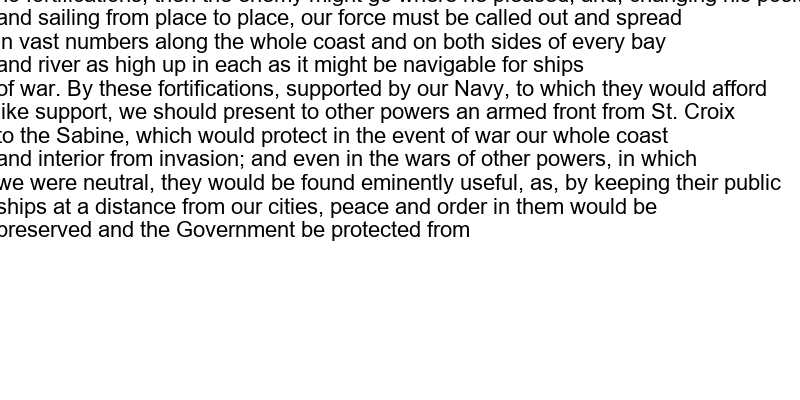 fortifications, then the enemy might go where he pleased, and, changing his
and sailing from place to place, our force must be called out and spread
in vast numbers along the whole coast and on both sides of every bay
and river as high up in each as it might be navigable for ships
of war. By these fortifications, supported by our Navy, to which they would afford
like support, we should present to other powers an armed front from St. Croix
to the Sabine, which would protect in the event of war our whole coast
and interior from invasion; and even in the wars of other powers, in which
we were neutral, they would be found eminently useful, as, by keeping their public
ships at a distance from our cities, peace and order in them would be
preserved and the Government be protected from